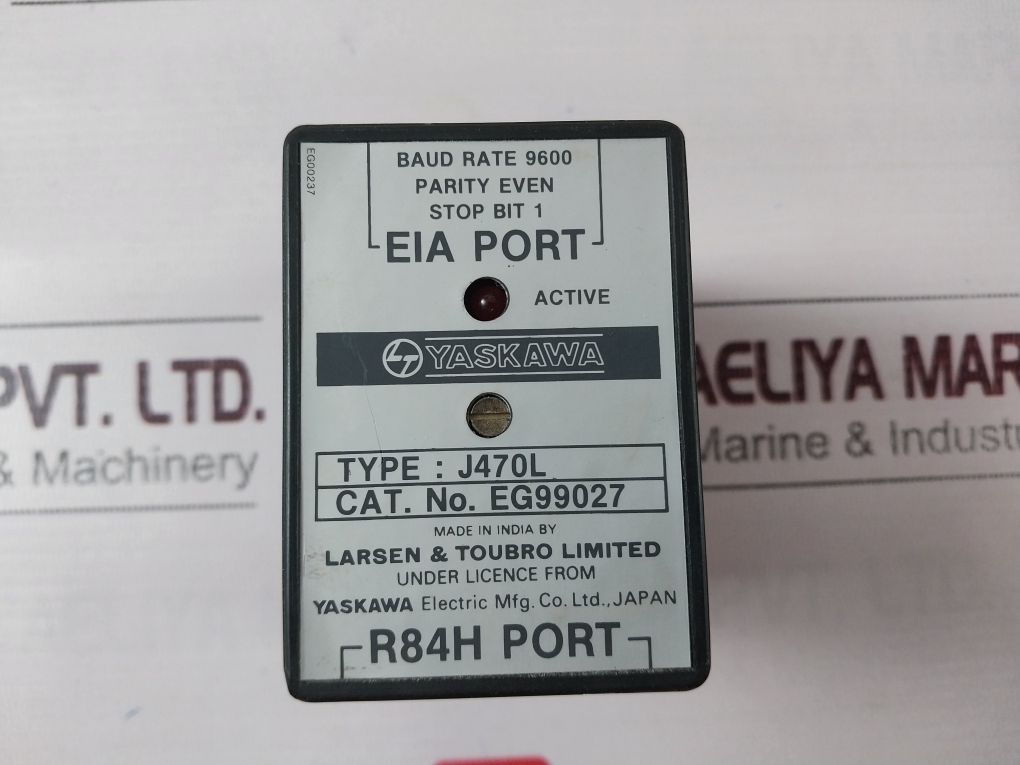 EG00237
BAUD RATE 9600
PARITY EVEN
STOP BIT 1
EIA PORT
ACTIVE
LT YASKAWA
TYPE : J470L
CAT. No. EG99027
MADE IN INDIA BY
LARSEN & TOUBRO LIMITED
UNDER LICENCE FROM
YASKAWA Electric Mfg. Co. Ltd., JAPAN
R84H PORT
PVT. LTD.
& Machinery
AELIYA MAR
Marine & Industr